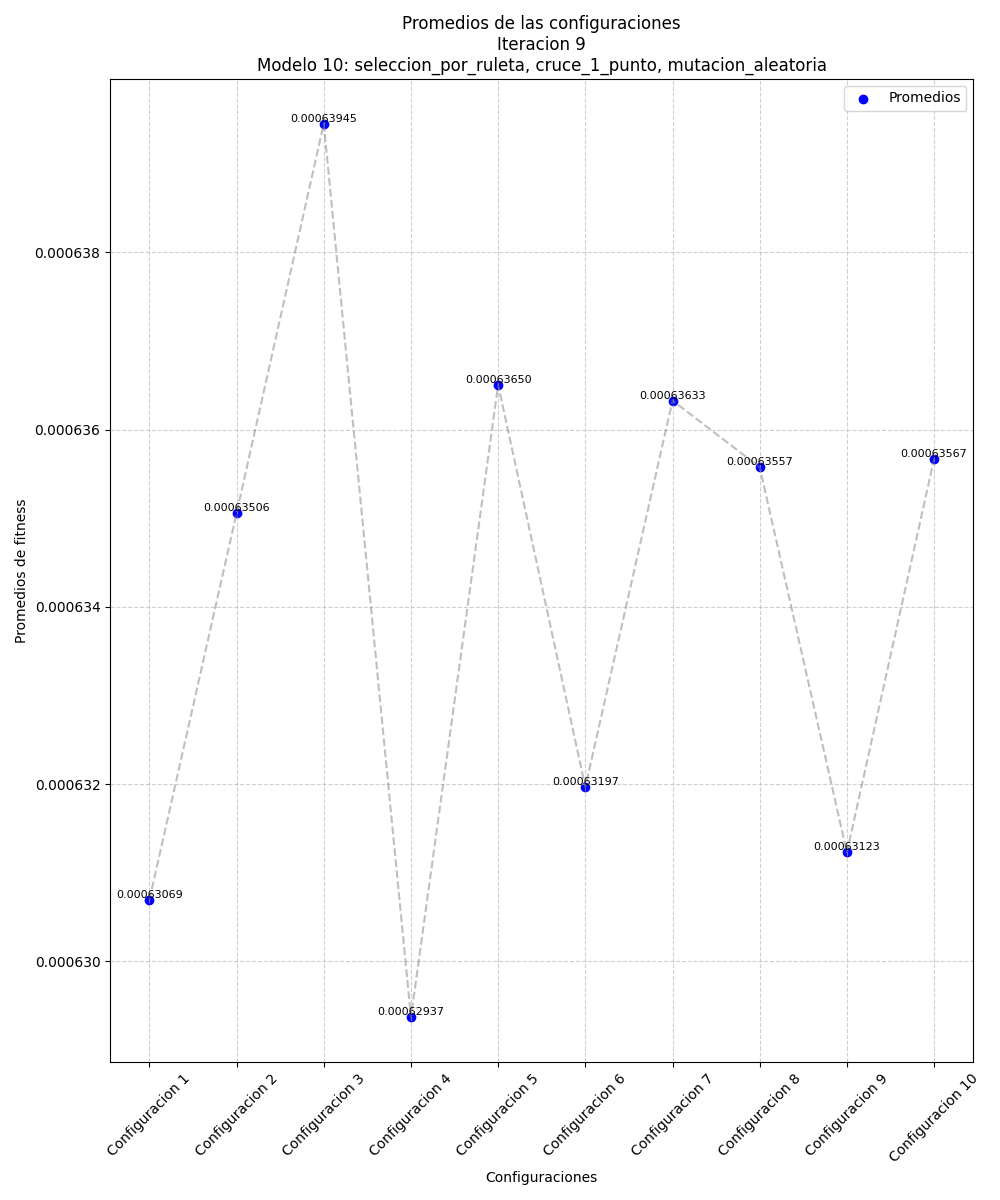 Promedios de las configuraciones
Iteracion 9
Modelo 10: seleccion_por_ruleta, cruce_1_punto, mutacion_aleatoria
Promedios
0.00063945
0.000638
0.00063650
0.00063633
0.000636
0.00063557
0.00063567
0.00063506
Promedios de fitness
0.000634
0.00063197
0.000632
0.00063123
0.00063069
0.000630
0.00062937
Configuracion 1
Configuracion 2
Configuracion 3
Configuracion 4
Configuracion 5
Configuracion 6
Configuracion 7
Configuracion 8
Configuracion 9
Configuracion 10
Configuraciones